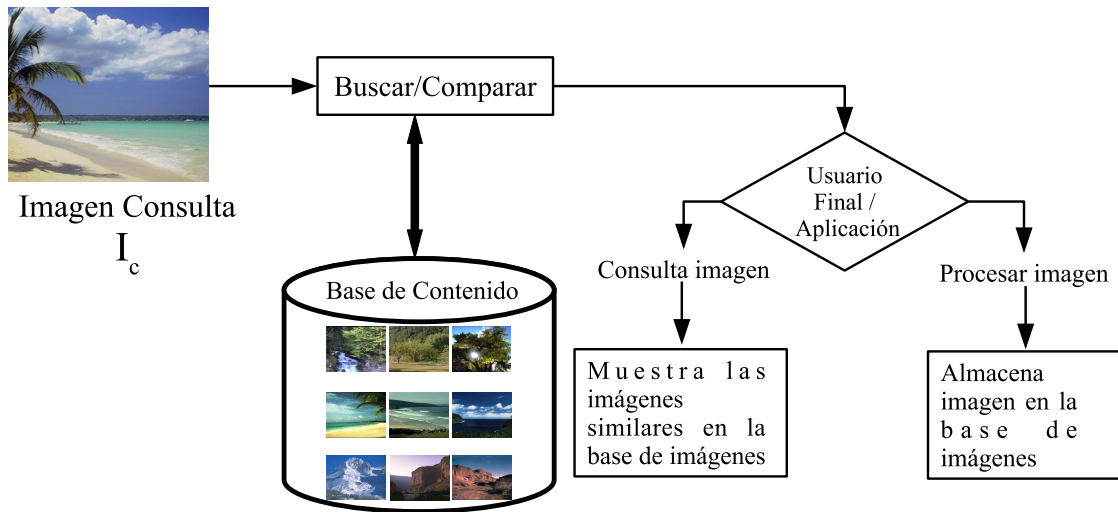 Buscar/Comparar
Imagen Consulta
I_c
Usuario
Final /
Aplicación
Consulta imagen
Procesar imagen
Base de Contenido
Muestra las
imágenes
similares en la
base de imágenes
Almacena
imagen en la
base de
imágenes